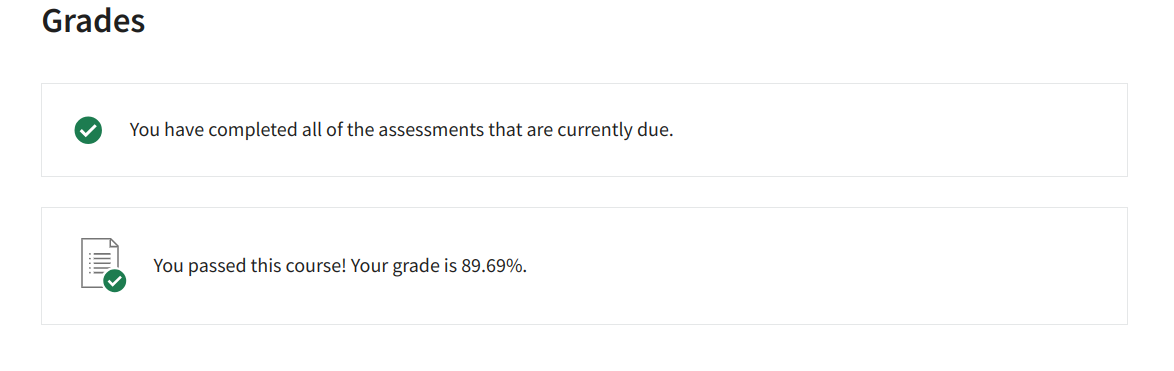 Grades
You have completed all of the assessments that are currently due.
You passed this course! Your grade is 89.69%.